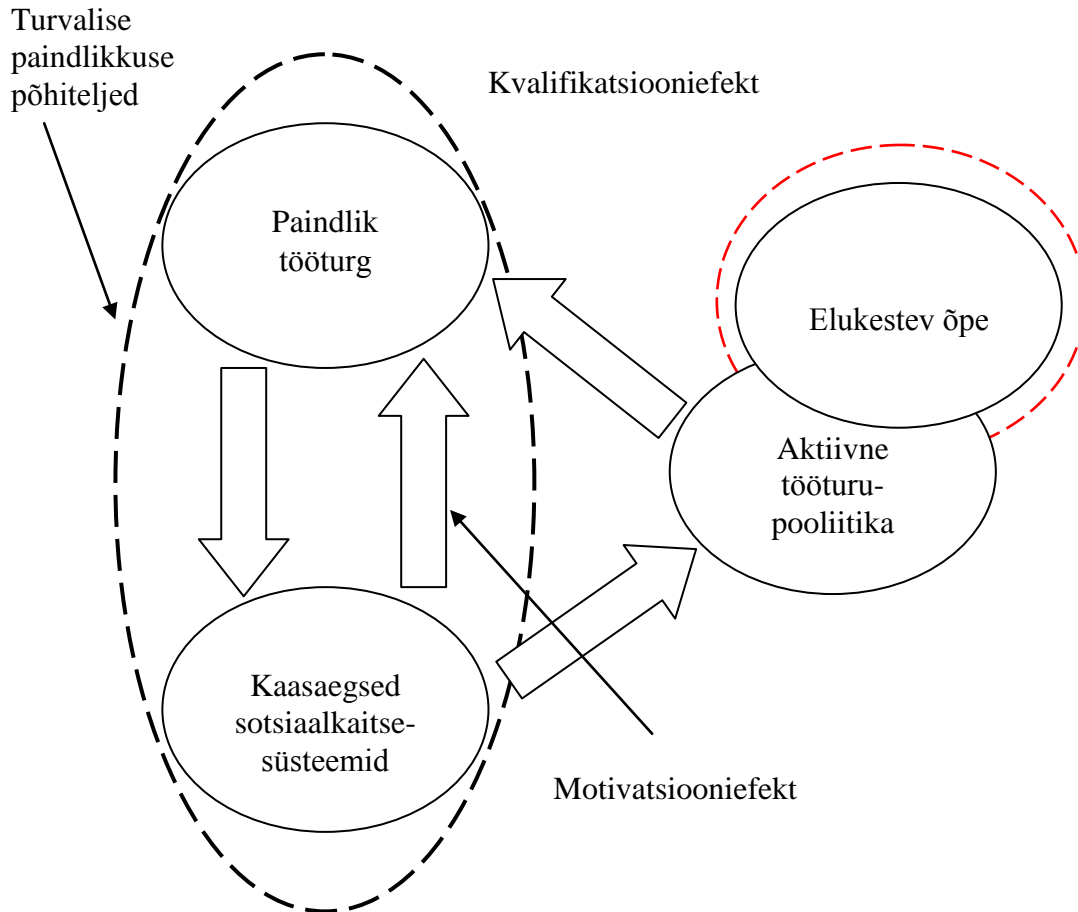 Turvalise
paindlikkuse
põhiteljed
Kvalifikatsiooniefekt
Paindlik
tööturg
Elukestev õpe
Aktiivne
tööturu-
pooliitika
Kaasaegsed
sotsiaalkaitse-
süsteemid
Motivatsiooniefekt